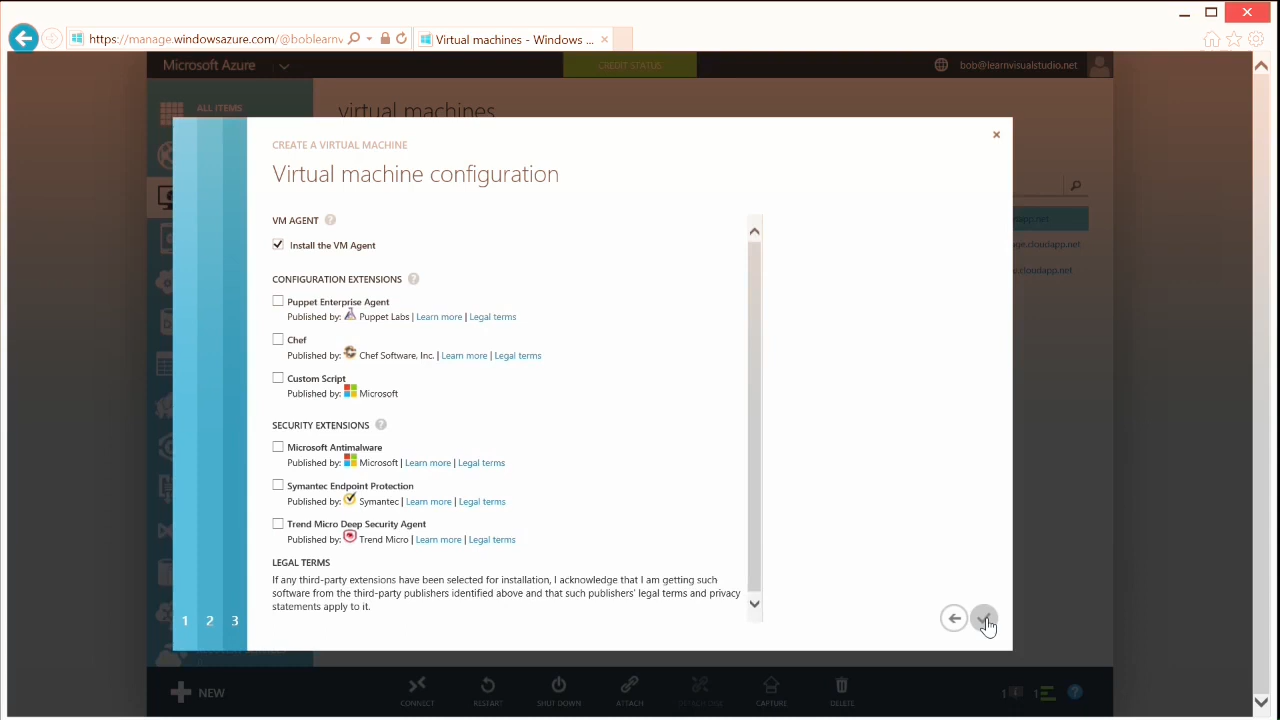 https://manage.windowsazure.com/@boblearnv
Virtual machines - Windows ...
Microsoft Azure
CREDIT STATUS
bob@learnvisualstudio.net
ALL ITEMS
virtual machines
CREATE A VIRTUAL MACHINE
Virtual machine configuration
VM AGENT ?
Install the VM Agent
CONFIGURATION EXTENSIONS ?
Puppet Enterprise Agent
Published by: Puppet Labs | Learn more | Legal terms
Chef
Published by: Chef Software, Inc. | Learn more | Legal terms
Custom Script
Published by: Microsoft
SECURITY EXTENSIONS ?
Microsoft Antimalware
Published by: Microsoft | Learn more | Legal terms
Symantec Endpoint Protection
Published by: Symantec | Learn more | Legal terms
Trend Micro Deep Security Agent
Published by: Trend Micro | Learn more | Legal terms
LEGAL TERMS
If any third-party extensions have been selected for installation, I acknowledge that I am getting such
software from the third-party publishers identified above and that such publishers' legal terms and privacy
statements apply to it.
1 2 3
NEW
CONNECT
RESTART
SHUT DOWN
ATTACH
CAPTURE
DELETE
1
1
?